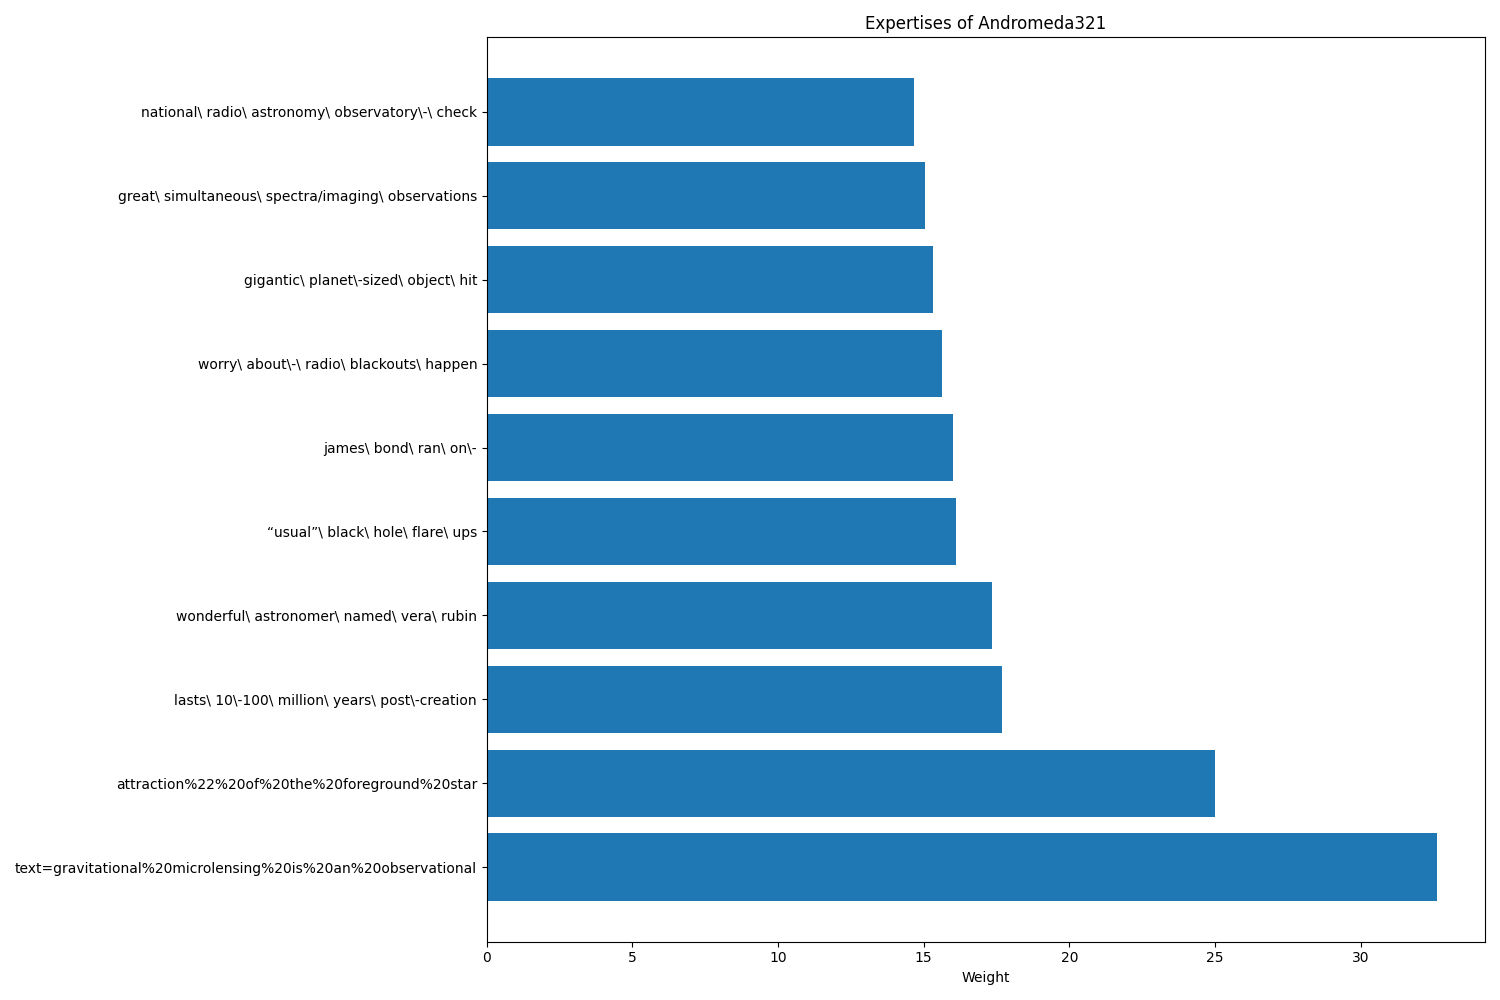 Expertises of Andromeda321
national\ radio\ astronomy\ observatory\-\ check
great\ simultaneous\ spectra/imaging\ observations
gigantic\ planet\-sized\ object\ hit
worry\ about\-\ radio\ blackouts\ happen
james\ bond\ ran\ on\-
“usual”\ black\ hole\ flare\ ups
wonderful\ astronomer\ named\ vera\ rubin
lasts\ 10\-100\ million\ years\ post\-creation
attraction%22%20of%20the%20foreground%20star
text=gravitational%20microlensing%20is%20an%20observational
0 5 10 15 20 25 30
Weight